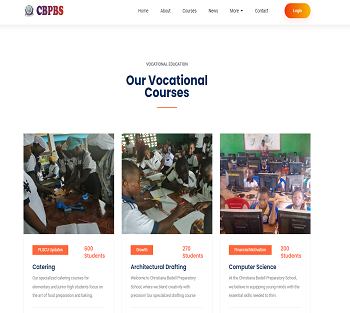 CBPBS
Home About Courses News More Contact Login
VOCATIONAL EDUCATION
Our Vocational
Courses
600
Students
Catering
Our specialized catering courses for
elementary and junior high students focus on
the art of food preparation and baking.
Growth
270
Students
Architectural Drafting
Welcome to Christiana Bedell Preparatory
School, where we blend creativity with
precision! Our specialized drafting course
Financial Motivation
200
Students
Computer Science
At the Christiana Bedell Preparatory School,
we believe in equipping young minds with the
essential skills needed to thrive.